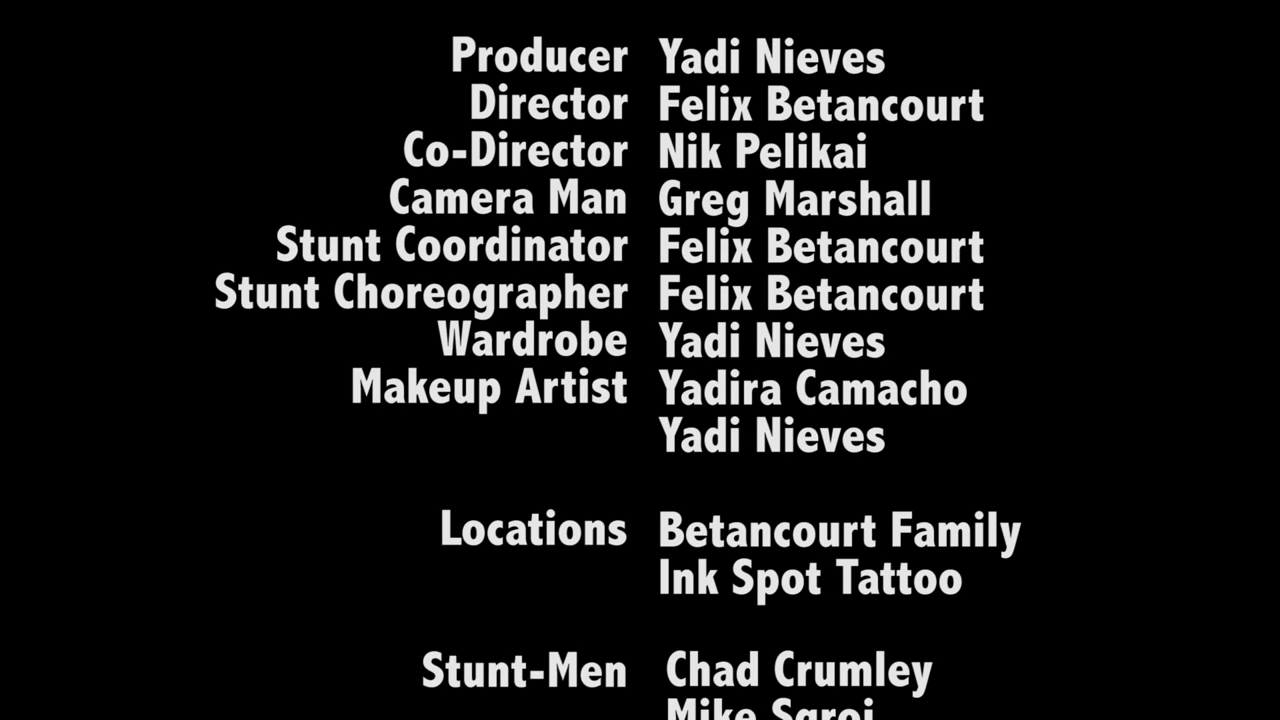 Producer Yadi Nieves
Director Felix Betancourt
Co-Director Nik Pelikai
Camera Man Greg Marshall
Stunt Coordinator Felix Betancourt
Stunt Choreographer Felix Betancourt
Wardrobe Yadi Nieves
Makeup Artist Yadira Camacho
Yadi Nieves
Locations Betancourt Family
Ink Spot Tattoo
Stunt-Men Chad Crumley
Mike Sgroi